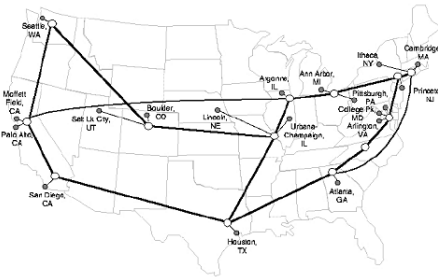 Seattle,
WA
Moffett
Field,
CA
Palo Alto,
CA
San Diego,
CA
Salt Lk City,
UT
Boulder,
CO
Lincoln,
NE
Argonne,
IL
Ann Arbor,
MI
Urbana-
Champaign,
IL
Houston,
TX
Atlanta,
GA
Ithaca,
NY
Cambridge
MA
Princeton
NJ
Pittsburgh,
PA
College Pk,
MD
Arlington,
VA